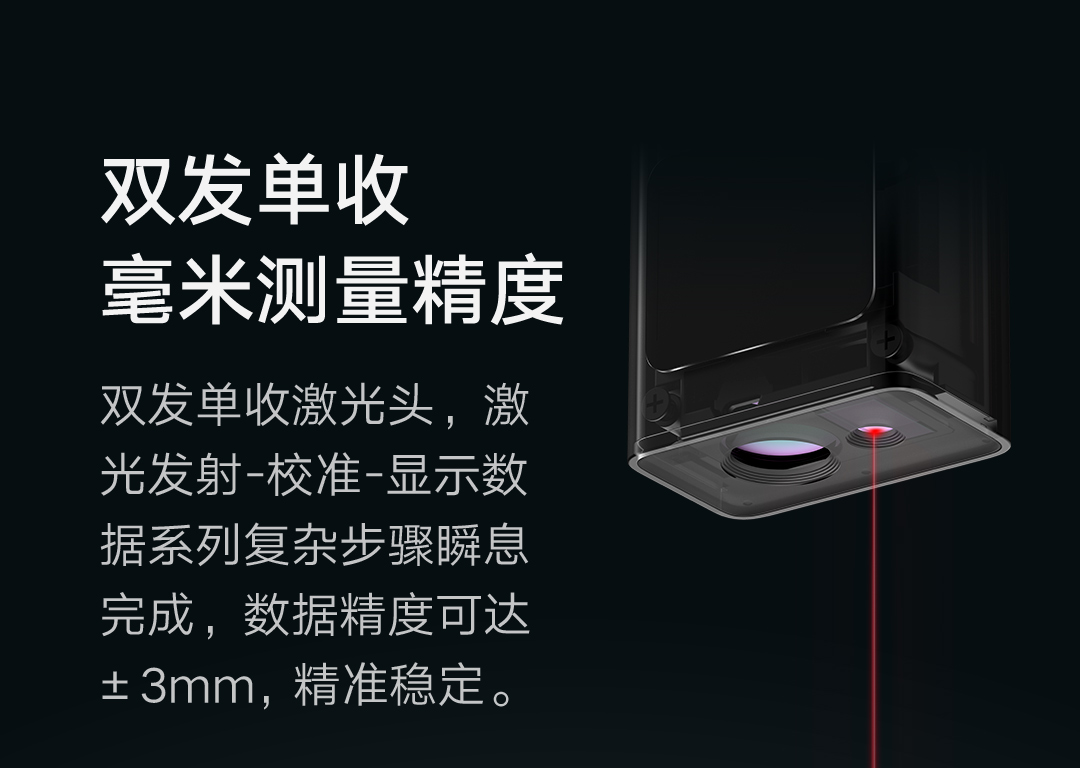 双发单收
毫米测量精度
双发单收激光头，激
光发射-校准-显示数
据系列复杂步骤瞬息
完成，数据精度可达
± 3mm，精准稳定。